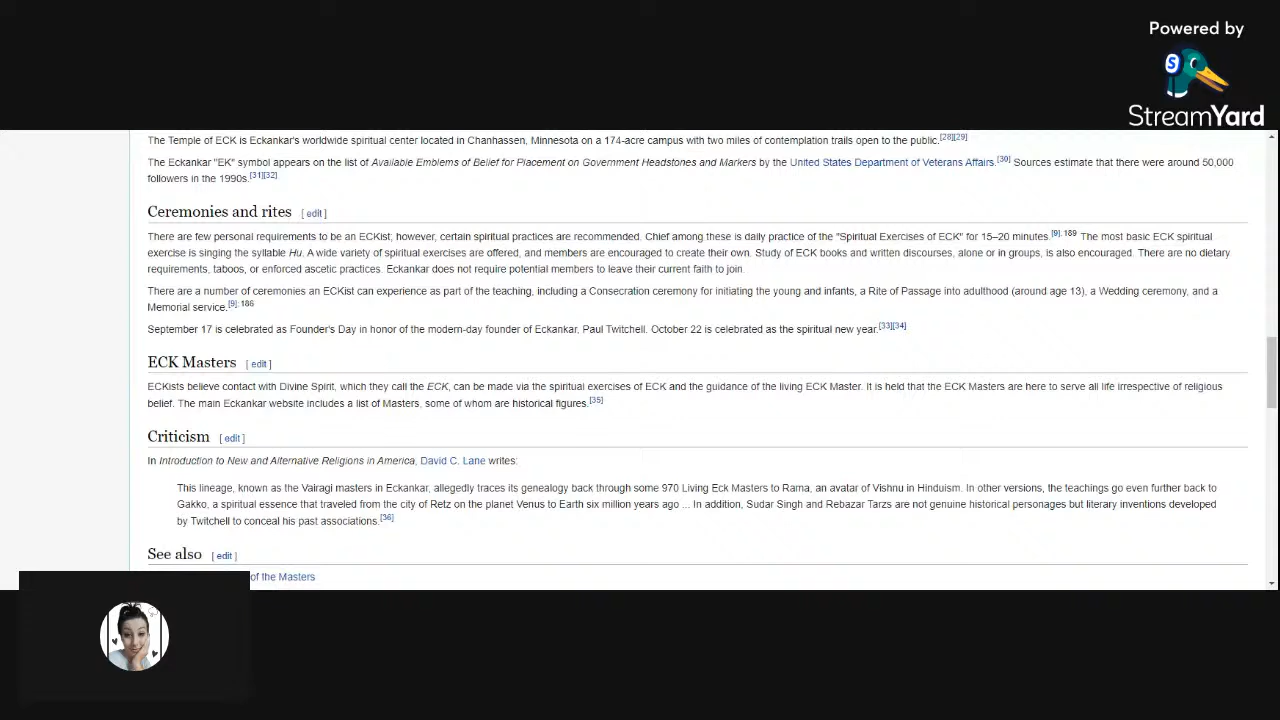 Powered by
StreamYard
The Temple of ECK is Eckankar's worldwide spiritual center located in Chanhassen, Minnesota on a 174-acre campus with two miles of contemplation trails open to the public.[28][29]
The Eckankar "EK" symbol appears on the list of Available Emblems of Belief for Placement on Government Headstones and Markers by the United States Department of Veterans Affairs.[30] Sources estimate that there were around 50,000
followers in the 1990s.[31][32]
Ceremonies and rites [ edit ]
There are few personal requirements to be an ECKist; however, certain spiritual practices are recommended. Chief among these is daily practice of the "Spiritual Exercises of ECK" for 15–20 minutes.[9]: 189 The most basic ECK spiritual
exercise is singing the syllable Hu. A wide variety of spiritual exercises are offered, and members are encouraged to create their own. Study of ECK books and written discourses, alone or in groups, is also encouraged. There are no dietary
requirements, taboos, or enforced ascetic practices. Eckankar does not require potential members to leave their current faith to join.
There are a number of ceremonies an ECKist can experience as part of the teaching, including a Consecration ceremony for initiating the young and infants, a Rite of Passage into adulthood (around age 13), a Wedding ceremony, and a
Memorial service.[9]: 186
September 17 is celebrated as Founder's Day in honor of the modern-day founder of Eckankar, Paul Twitchell. October 22 is celebrated as the spiritual new year.[33][34]
ECK Masters [ edit ]
ECKists believe contact with Divine Spirit, which they call the ECK, can be made via the spiritual exercises of ECK and the guidance of the living ECK Master. It is held that the ECK Masters are here to serve all life irrespective of religious
belief. The main Eckankar website includes a list of Masters, some of whom are historical figures.[35]
Criticism [ edit ]
In Introduction to New and Alternative Religions in America, David C. Lane writes:
This lineage, known as the Vairagi masters in Eckankar, allegedly traces its genealogy back through some 970 Living Eck Masters to Rama, an avatar of Vishnu in Hinduism. In other versions, the teachings go even further back to
Gakko, a spiritual essence that traveled from the city of Retz on the planet Venus to Earth six million years ago ... In addition, Sudar Singh and Rebazar Tarzs are not genuine historical personages but literary inventions developed
by Twitchell to conceal his past associations.[36]
See also [ edit ]
of the Masters